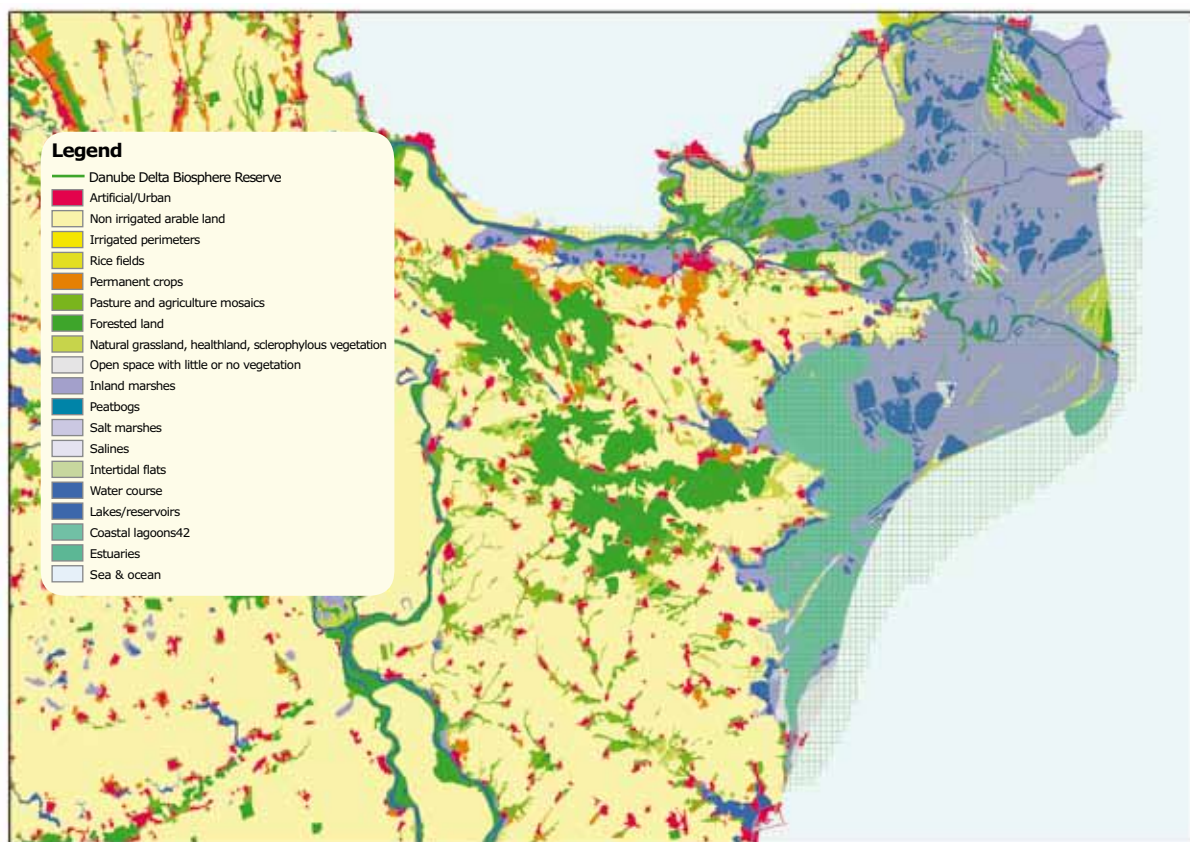 Legend
Danube Delta Biosphere Reserve
Artificial/Urban
Non irrigated arable land
Irrigated perimeters
Rice fields
Permanent crops
Pasture and agriculture mosaics
Forested land
Natural grassland, healthland, sclerophylous vegetation
Open space with little or no vegetation
Inland marshes
Peatbogs
Salt marshes
Salines
Intertidal flats
Water course
Lakes/reservoirs
Coastal lagoons42
Estuaries
Sea & ocean